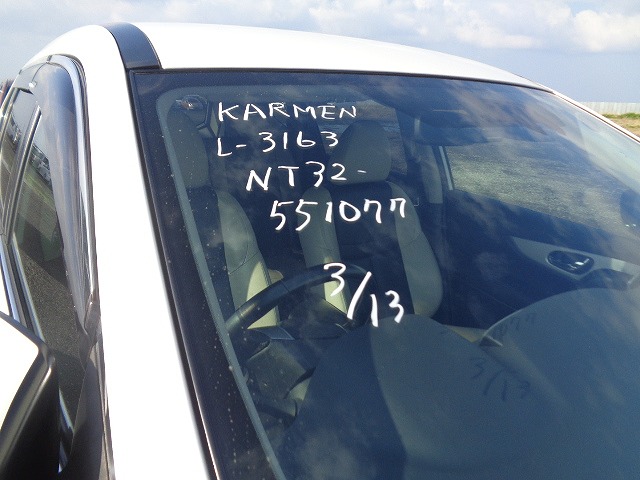 KARMEN
L-3163
NT32-
551077
3/13